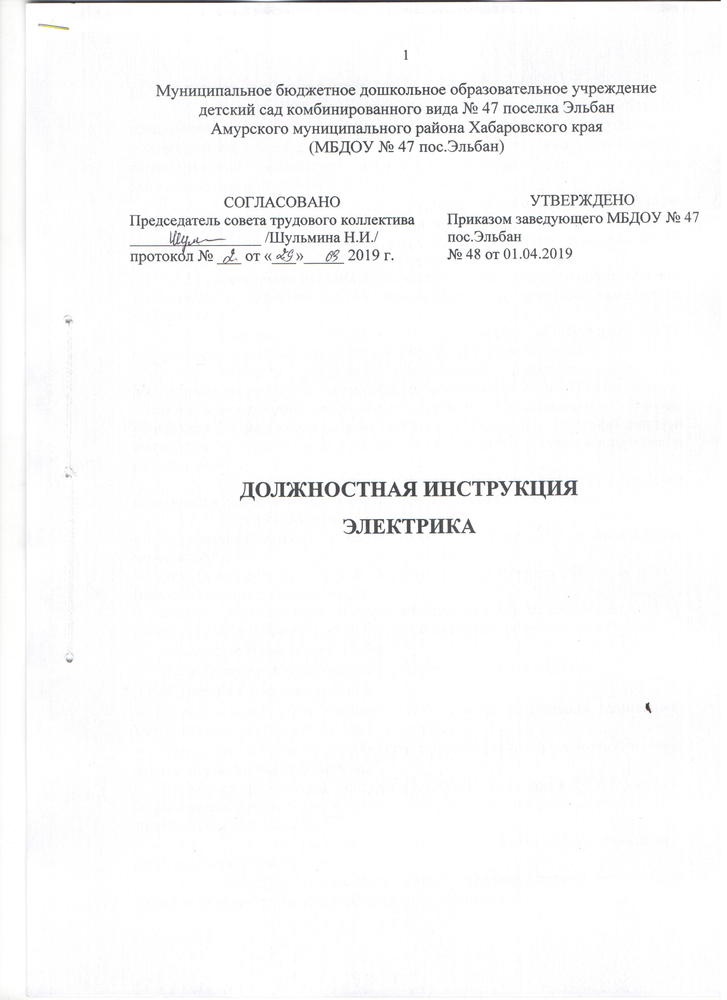 1
Муниципальное бюджетное дошкольное образовательное учреждение
детский сад комбинированного вида № 47 поселка Эльбан
Амурского муниципального района Хабаровского края
(МБДОУ № 47 пос.Эльбан)
СОГЛАСОВАНО
Председатель совета трудового коллектива
________________ /Шульмина Н.И./
протокол № 2 от «29» 03 2019 г.
УТВЕРЖДЕНО
Приказом заведующего МБДОУ № 47
пос.Эльбан
№ 48 от 01.04.2019
ДОЛЖНОСТНАЯ ИНСТРУКЦИЯ
ЭЛЕКТРИКА